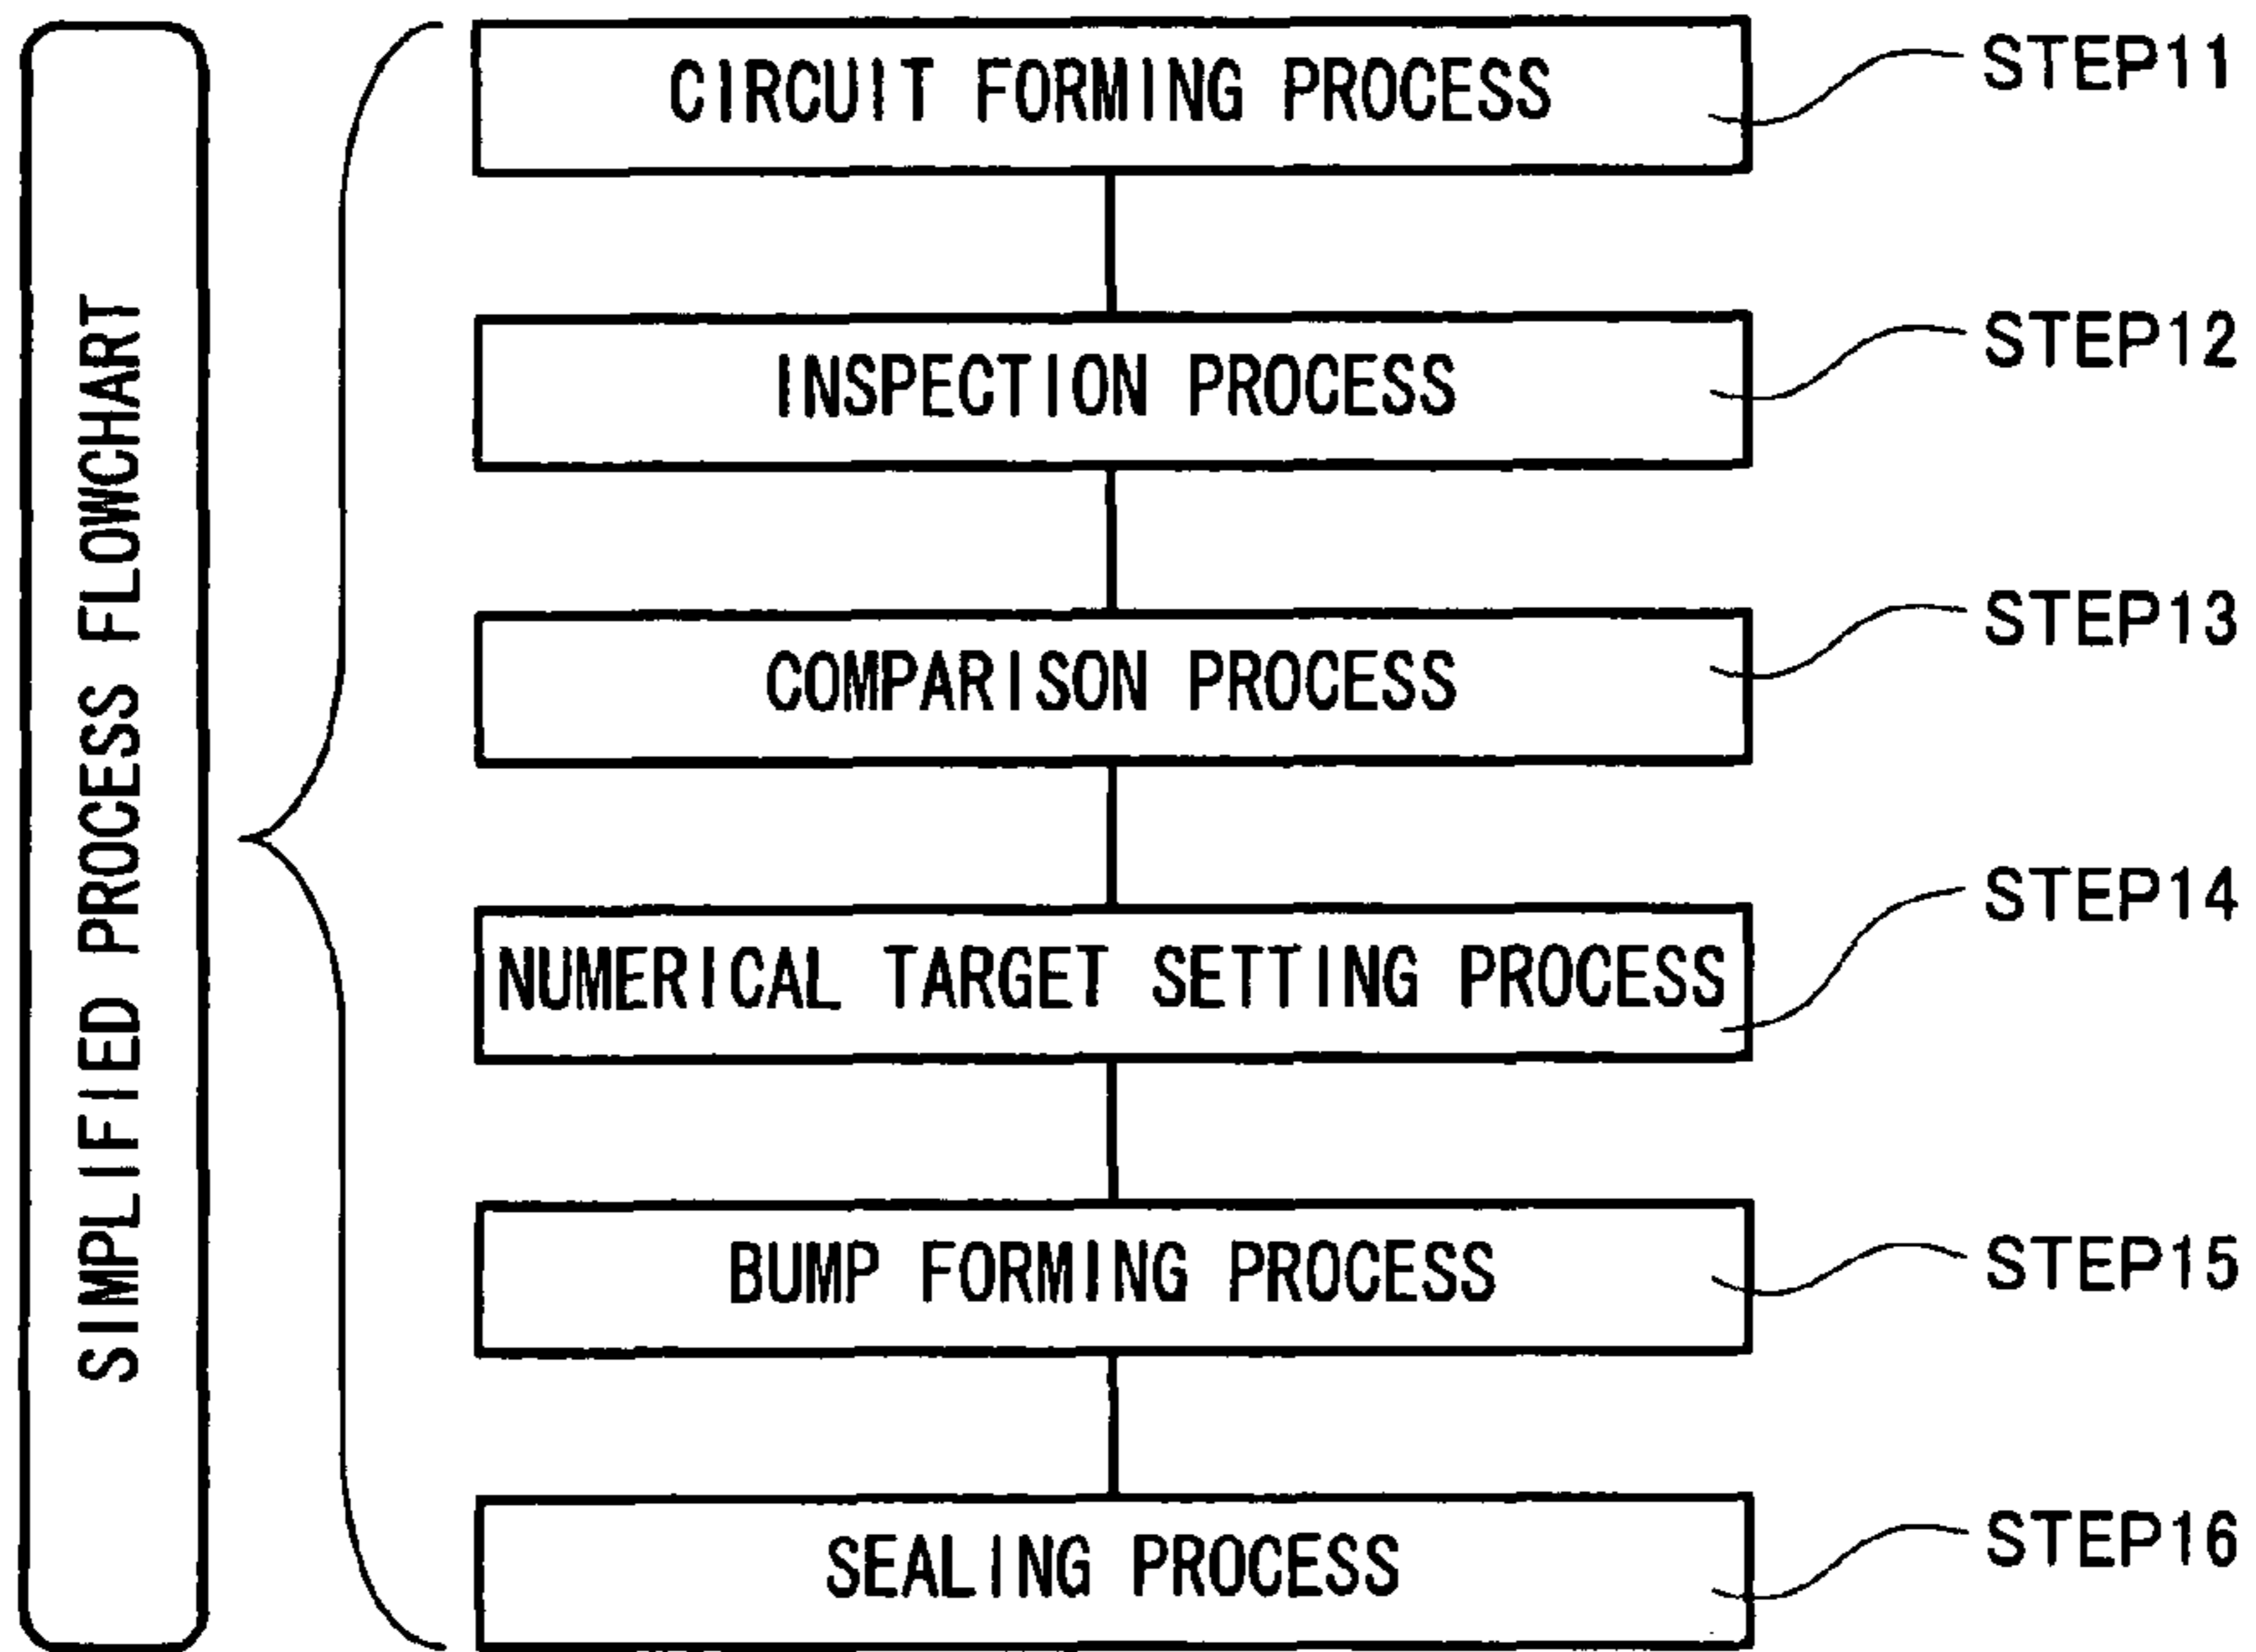 SIMPLIFIED PROCESS FLOWCHART
CIRCUIT FORMING PROCESS
STEP11
INSPECTION PROCESS
STEP12
COMPARISON PROCESS
STEP13
NUMERICAL TARGET SETTING PROCESS
STEP14
BUMP FORMING PROCESS
STEP15
SEALING PROCESS
STEP16